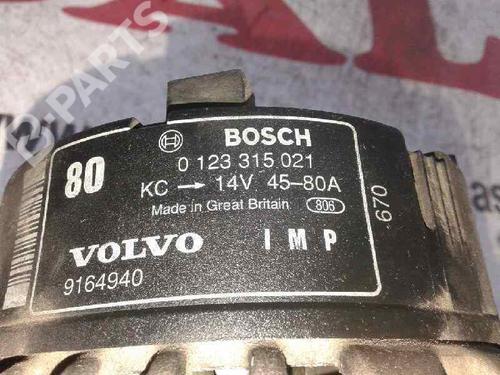 B-PARTS
BOSCH
80
0 123 315 021
KC → 14V 45-80A
Made in Great Britain 806
670
VOLVO IMP
9164940